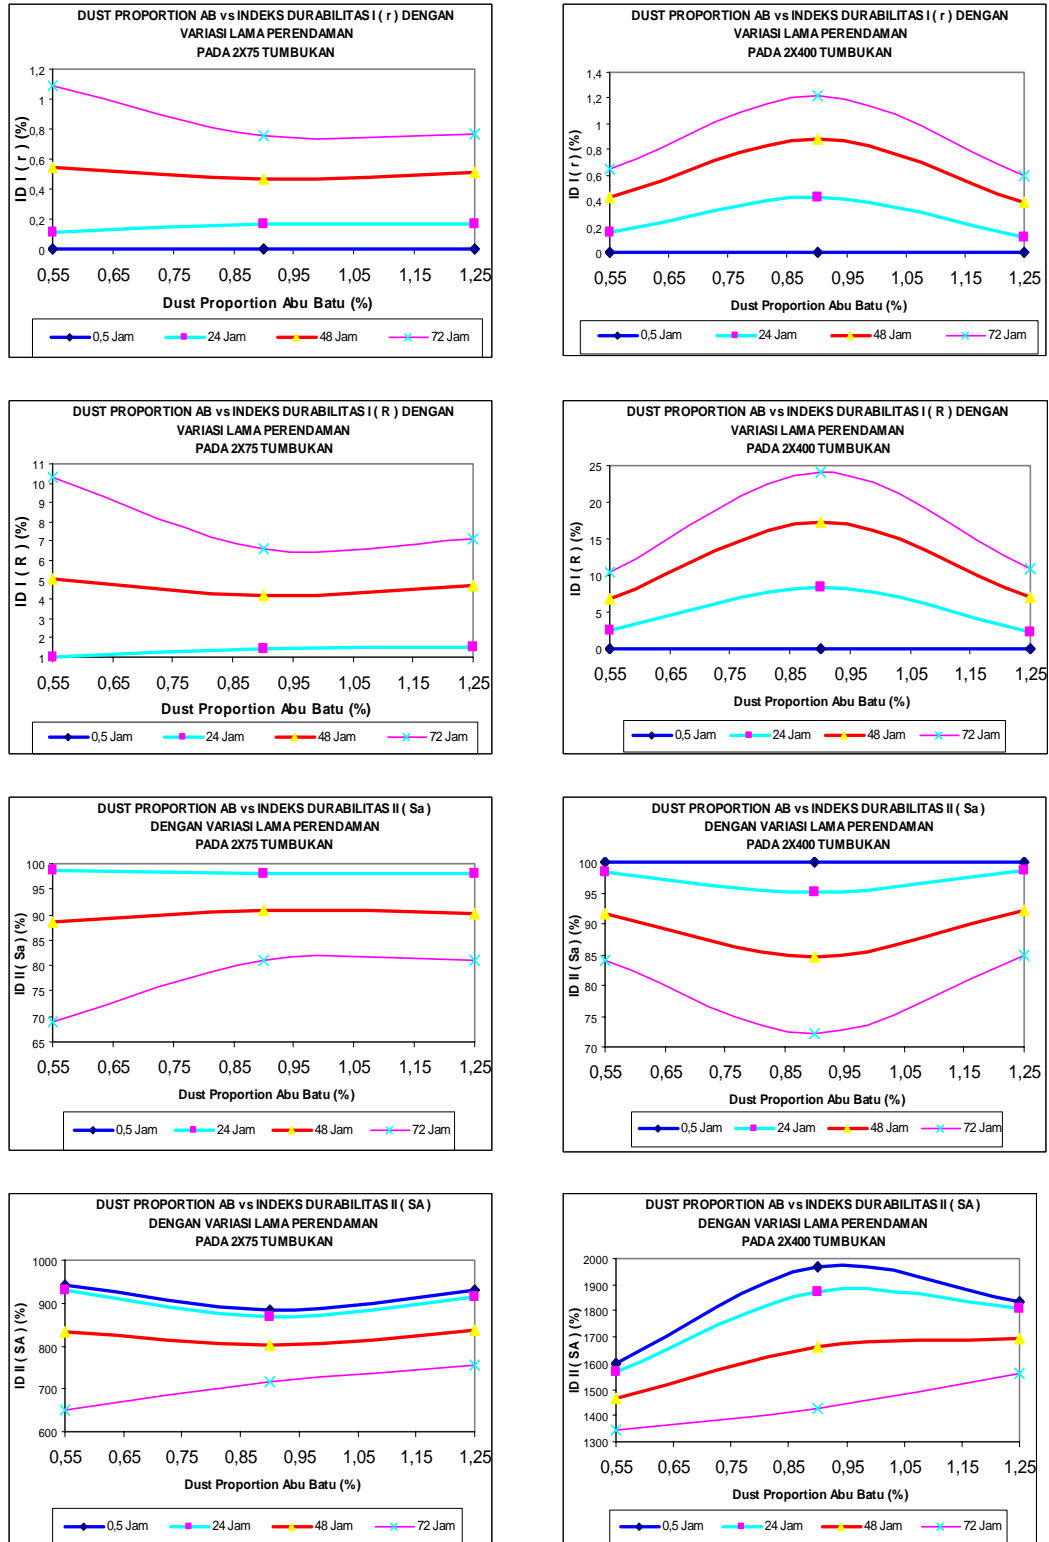 DUST PROPORTION AB vs INDEKS DURABILITAS I ( r ) DENGAN
VARIASI LAMA PERENDAMAN
PADA 2X75 TUMBUKAN
1,2
1
0,8
0,6
0,4
0,2
0
ID I ( r ) (%)
0,55 0,65 0,75 0,85 0,95 1,05 1,15 1,25
Dust Proportion Abu Batu (%)
0,5 Jam 24 Jam 48 Jam 72 Jam
DUST PROPORTION AB vs INDEKS DURABILITAS I ( r ) DENGAN
VARIASI LAMA PERENDAMAN
PADA 2X400 TUMBUKAN
1,4
1,2
1
0,8
0,6
0,4
0,2
0
ID I ( r ) (%)
0,55 0,65 0,75 0,85 0,95 1,05 1,15 1,25
Dust Proportion Abu Batu (%)
0,5 Jam 24 Jam 48 Jam 72 Jam
DUST PROPORTION AB vs INDEKS DURABILITAS I ( R ) DENGAN
VARIASI LAMA PERENDAMAN
PADA 2X75 TUMBUKAN
11
10
9
8
7
6
5
4
3
2
1
ID I ( R ) (%)
0,55 0,65 0,75 0,85 0,95 1,05 1,15 1,25
Dust Proportion Abu Batu (%)
0,5 Jam 24 Jam 48 Jam 72 Jam
DUST PROPORTION AB vs INDEKS DURABILITAS I ( R ) DENGAN
VARIASI LAMA PERENDAMAN
PADA 2X400 TUMBUKAN
25
20
15
10
5
0
ID I ( R ) (%)
0,55 0,65 0,75 0,85 0,95 1,05 1,15 1,25
Dust Proportion Abu Batu (%)
0,5 Jam 24 Jam 48 Jam 72 Jam
DUST PROPORTION AB vs INDEKS DURABILITAS II ( Sa )
DENGAN VARIASI LAMA PERENDAMAN
PADA 2X75 TUMBUKAN
100
95
90
85
80
75
70
65
ID II ( Sa ) (%)
0,55 0,65 0,75 0,85 0,95 1,05 1,15 1,25
Dust Proportion Abu Batu (%)
0,5 Jam 24 Jam 48 Jam 72 Jam
DUST PROPORTION AB vs INDEKS DURABILITAS II ( Sa )
DENGAN VARIASI LAMA PERENDAMAN
PADA 2X400 TUMBUKAN
100
95
90
85
80
75
70
ID II ( Sa ) (%)
0,55 0,65 0,75 0,85 0,95 1,05 1,15 1,25
Dust Proportion Abu Batu (%)
0,5 Jam 24 Jam 48 Jam 72 Jam
DUST PROPORTION AB vs INDEKS DURABILITAS II ( SA )
DENGAN VARIASI LAMA PERENDAMAN
PADA 2X75 TUMBUKAN
1000
900
800
700
600
ID II ( SA ) (%)
0,55 0,65 0,75 0,85 0,95 1,05 1,15 1,25
Dust Proportion Abu Batu (%)
0,5 Jam 24 Jam 48 Jam 72 Jam
DUST PROPORTION AB vs INDEKS DURABILITAS II ( SA )
DENGAN VARIASI LAMA PERENDAMAN
PADA 2X400 TUMBUKAN
2000
1900
1800
1700
1600
1500
1400
1300
ID II ( SA ) (%)
0,55 0,65 0,75 0,85 0,95 1,05 1,15 1,25
Dust Proportion Abu Batu (%)
0,5 Jam 24 Jam 48 Jam 72 Jam